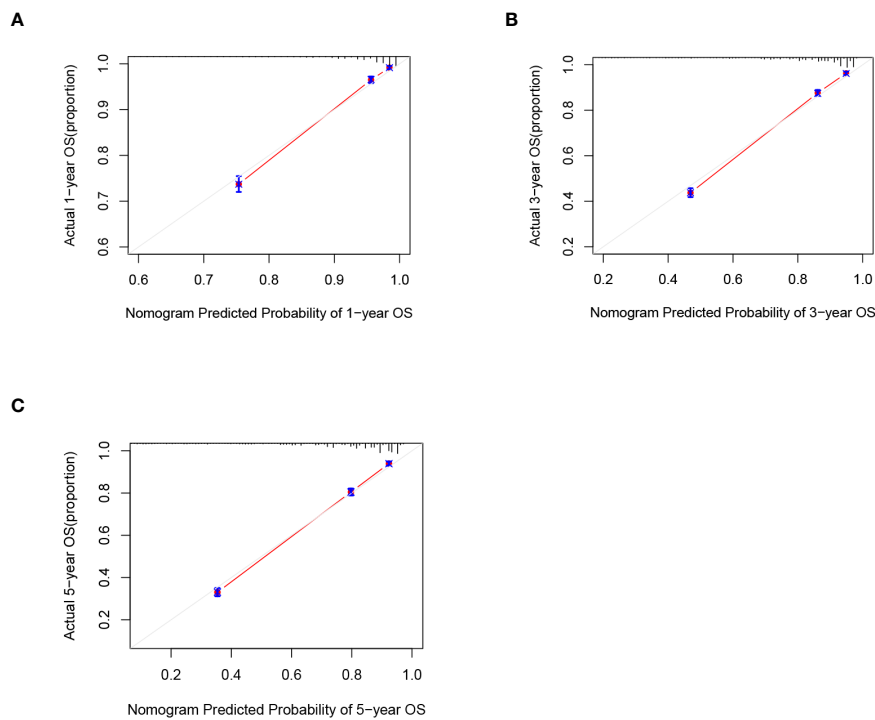 A
Actual 1−year OS(proportion)
1.0
0.9
0.8
0.7
0.6
0.6 0.7 0.8 0.9 1.0
Nomogram Predicted Probability of 1−year OS
B
Actual 3−year OS(proportion)
1.0
0.8
0.6
0.4
0.2
0.2 0.4 0.6 0.8 1.0
Nomogram Predicted Probability of 3−year OS
C
Actual 5−year OS(proportion)
1.0
0.8
0.6
0.4
0.2
0.2 0.4 0.6 0.8 1.0
Nomogram Predicted Probability of 5−year OS